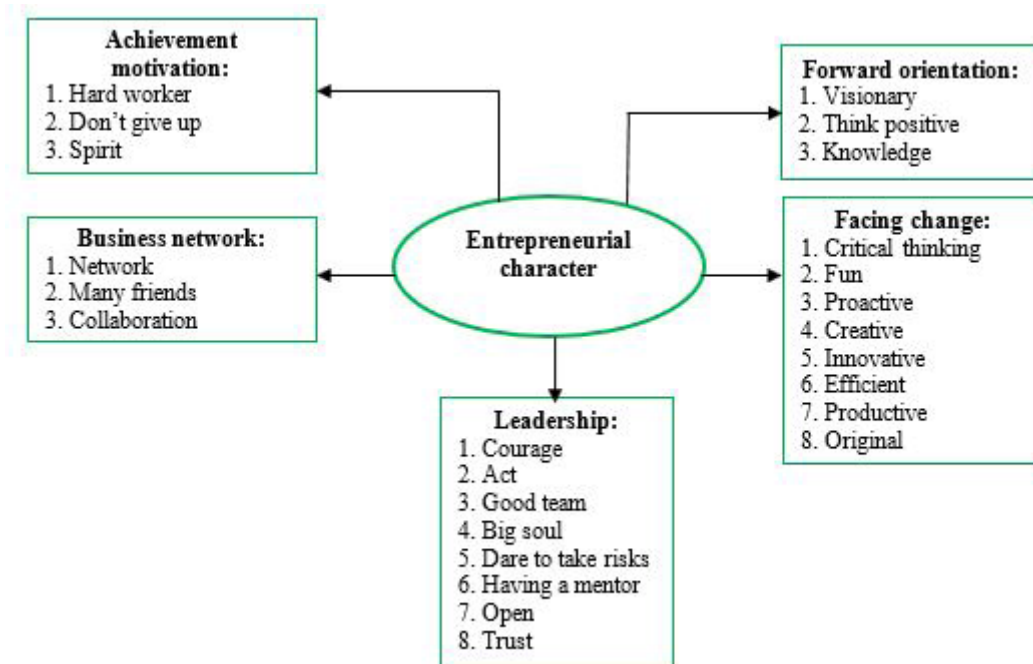 Achievement
motivation:
1. Hard worker
2. Don't give up
3. Spirit
Forward orientation:
1. Visionary
2. Think positive
3. Knowledge
Business network:
1. Network
2. Many friends
3. Collaboration
Entrepreneurial
character
Facing change:
1. Critical thinking
2. Fun
3. Proactive
4. Creative
5. Innovative
6. Efficient
7. Productive
8. Original
Leadership:
1. Courage
2. Act
3. Good team
4. Big soul
5. Dare to take risks
6. Having a mentor
7. Open
8. Trust